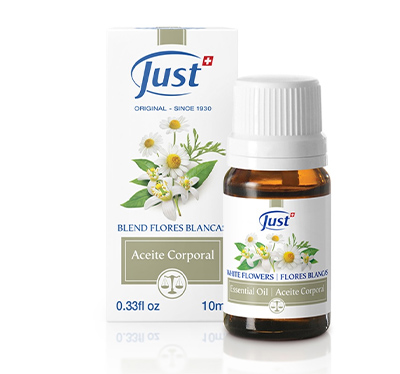 Just
ORIGINAL - SINCE 1930
BLEND FLORES BLANCAS
Aceite Corporal
0.33fl oz 10m
Just
WHITE FLOWERS | FLORES BLANCAS
Essential Oil | Aceite Corporal